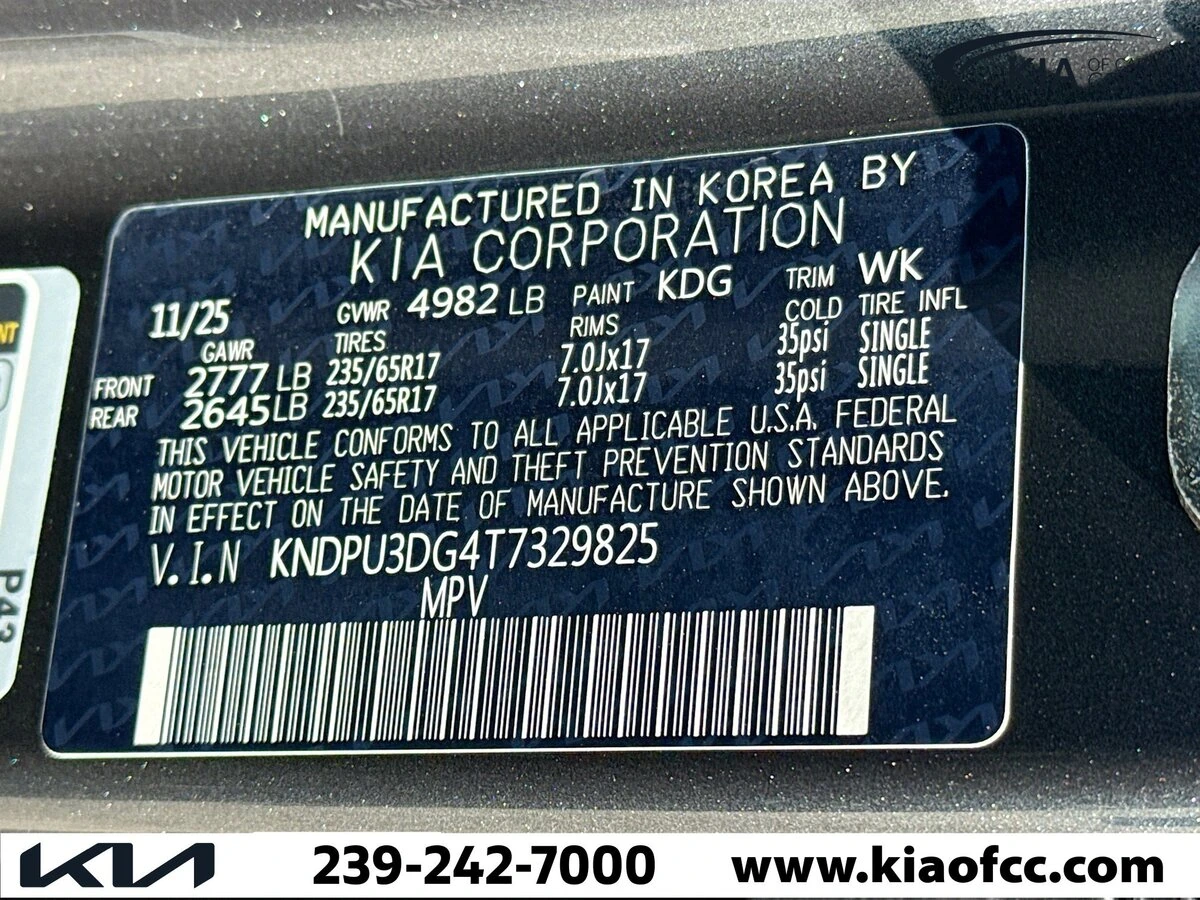 KIA
MANUFACTURED IN KOREA BY
KIA CORPORATION
11/25 GVWR 4982 LB PAINT KDG TRIM WK
GAWR TIRES RIMS COLD TIRE INFL
FRONT 2777 LB 235/65R17 7.0Jx17 35psi SINGLE
REAR 2645 LB 235/65R17 7.0Jx17 35psi SINGLE
THIS VEHICLE CONFORMS TO ALL APPLICABLE U.S.A. FEDERAL
MOTOR VEHICLE SAFETY AND THEFT PREVENTION STANDARDS
IN EFFECT ON THE DATE OF MANUFACTURE SHOWN ABOVE.
V.I.N KNDPU3DG4T7329825
MPV
P43
KIA 239-242-7000 www.kiaofcc.com